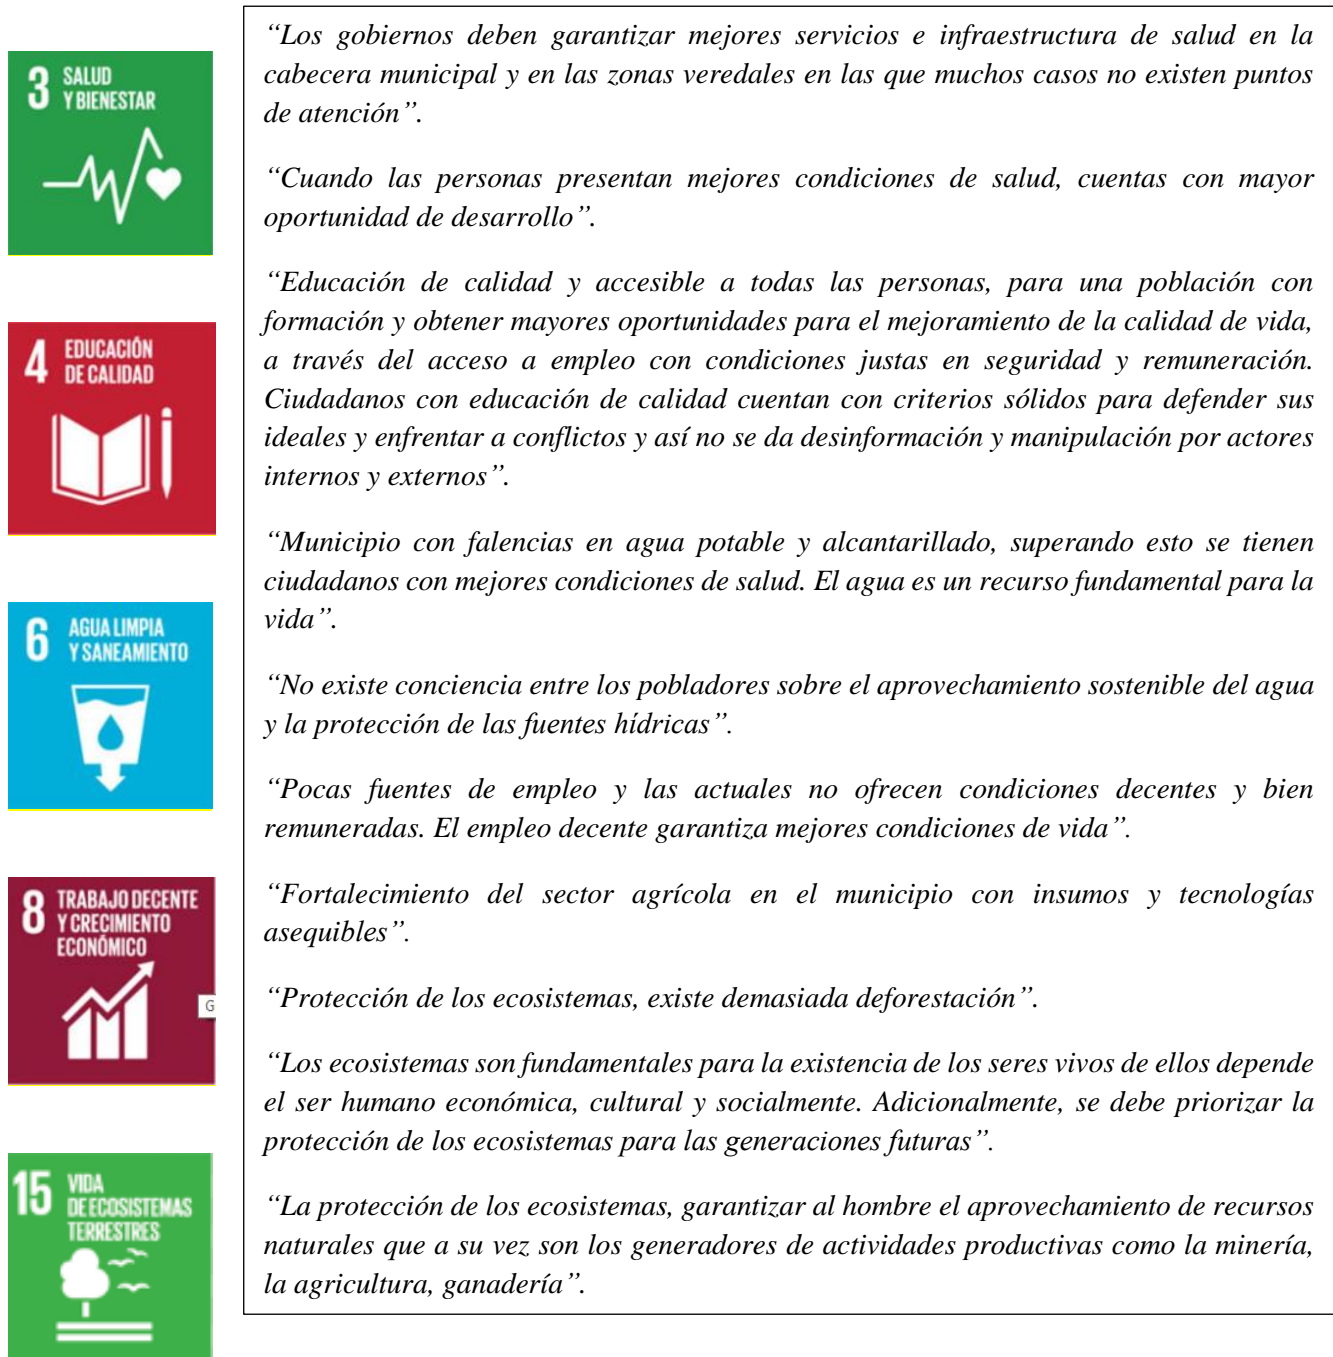 3 SALUD
Y BIENESTAR
“Los gobiernos deben garantizar mejores servicios e infraestructura de salud en la
cabecera municipal y en las zonas veredales en las que muchos casos no existen puntos
de atención”.
“Cuando las personas presentan mejores condiciones de salud, cuentas con mayor
oportunidad de desarrollo”.
4 EDUCACIÓN
DE CALIDAD
“Educación de calidad y accesible a todas las personas, para una población con
formación y obtener mayores oportunidades para el mejoramiento de la calidad de vida,
a través del acceso a empleo con condiciones justas en seguridad y remuneración.
Ciudadanos con educación de calidad cuentan con criterios sólidos para defender sus
ideales y enfrentar a conflictos y así no se da desinformación y manipulación por actores
internos y externos”.
6 AGUA LIMPIA
Y SANEAMIENTO
“Municipio con falencias en agua potable y alcantarillado, superando esto se tienen
ciudadanos con mejores condiciones de salud. El agua es un recurso fundamental para la
vida”.
“No existe conciencia entre los pobladores sobre el aprovechamiento sostenible del agua
y la protección de las fuentes hídricas”.
8 TRABAJO DECENTE
Y CRECIMIENTO
ECONÓMICO
G
“Pocas fuentes de empleo y las actuales no ofrecen condiciones decentes y bien
remuneradas. El empleo decente garantiza mejores condiciones de vida”.
“Fortalecimiento del sector agrícola en el municipio con insumos y tecnologías
asequibles”.
“Protección de los ecosistemas, existe demasiada deforestación”.
“Los ecosistemas son fundamentales para la existencia de los seres vivos de ellos depende
el ser humano económica, cultural y socialmente. Adicionalmente, se debe priorizar la
protección de los ecosistemas para las generaciones futuras”.
15 VIDA
DE ECOSISTEMAS
TERRESTRES
“La protección de los ecosistemas, garantizar al hombre el aprovechamiento de recursos
naturales que a su vez son los generadores de actividades productivas como la minería,
la agricultura, ganadería”.